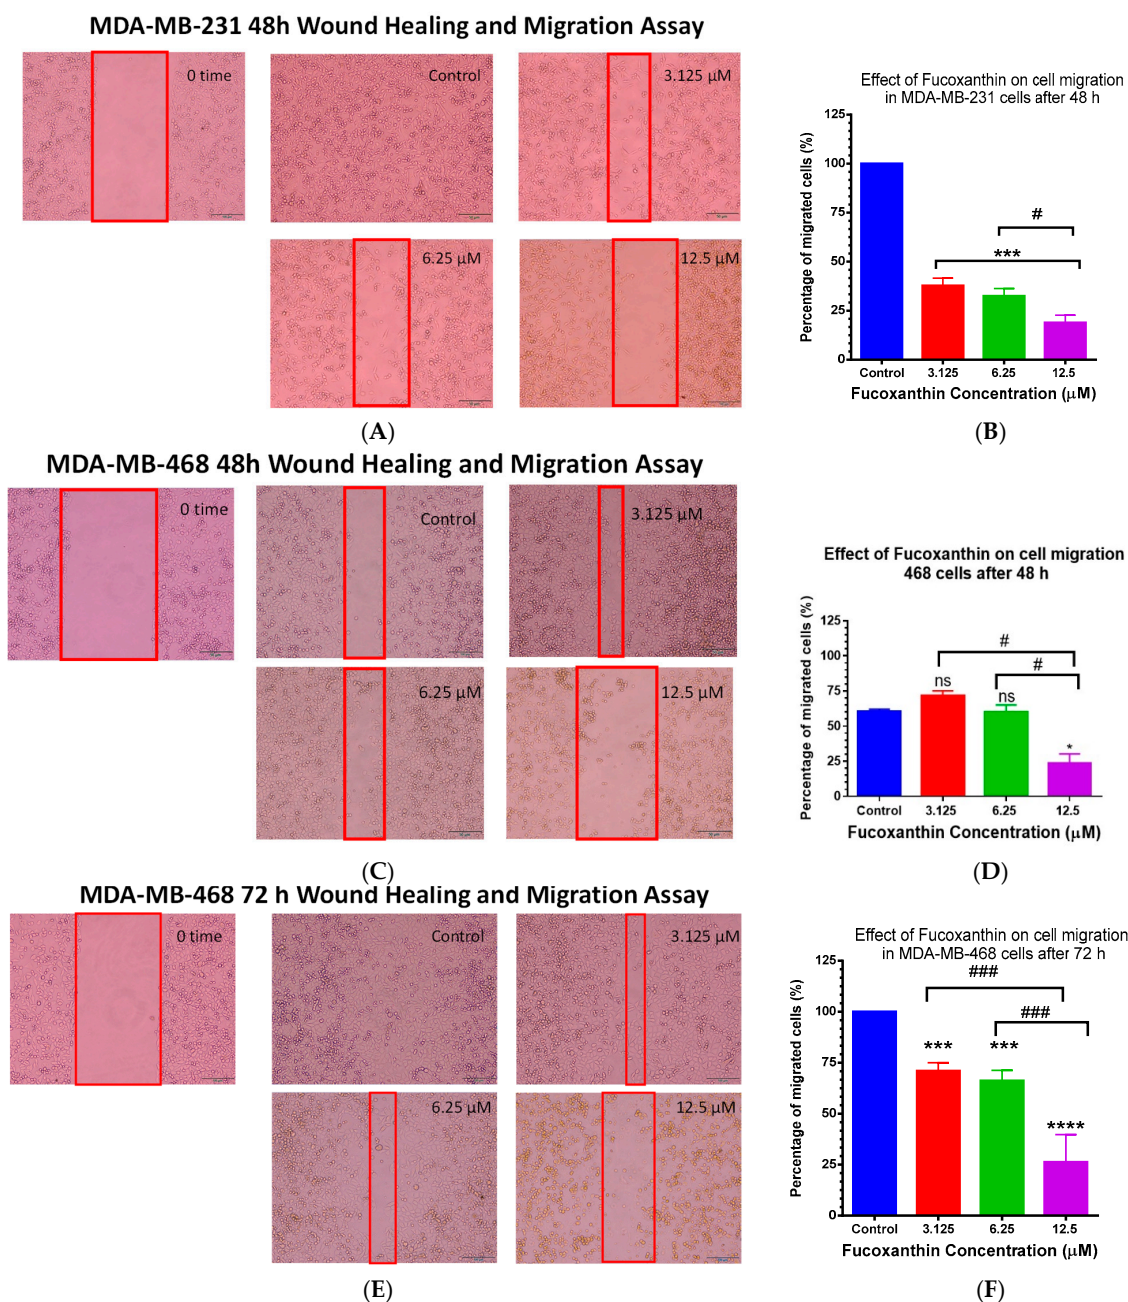 MDA-MB-231 48h Wound Healing and Migration Assay
0 time
Control
3.125 µM
6.25 µM
12.5 µM
(A)
Effect of Fucoxanthin on cell migration
in MDA-MB-231 cells after 48 h
Percentage of migrated cells (%)
125
100
75
50
25
0
#
***
Control
3.125
6.25
12.5
Fucoxanthin Concentration (µM)
(B)
MDA-MB-468 48h Wound Healing and Migration Assay
0 time
Control
3.125 µM
6.25 µM
12.5 µM
(C)
Effect of Fucoxanthin on cell migration
468 cells after 48 h
Percentage of migrated cells (%)
125
100
75
50
25
0
#
#
ns
ns
*
Control
3.125
6.25
12.5
Fucoxanthin Concentration (µM)
(D)
MDA-MB-468 72 h Wound Healing and Migration Assay
0 time
Control
3.125 µM
6.25 µM
12.5 µM
(E)
Effect of Fucoxanthin on cell migration
in MDA-MB-468 cells after 72 h
Percentage of migrated cells (%)
125
100
75
50
25
0
###
###
***
***
****
Control
3.125
6.25
12.5
Fucoxanthin Concentration (µM)
(F)